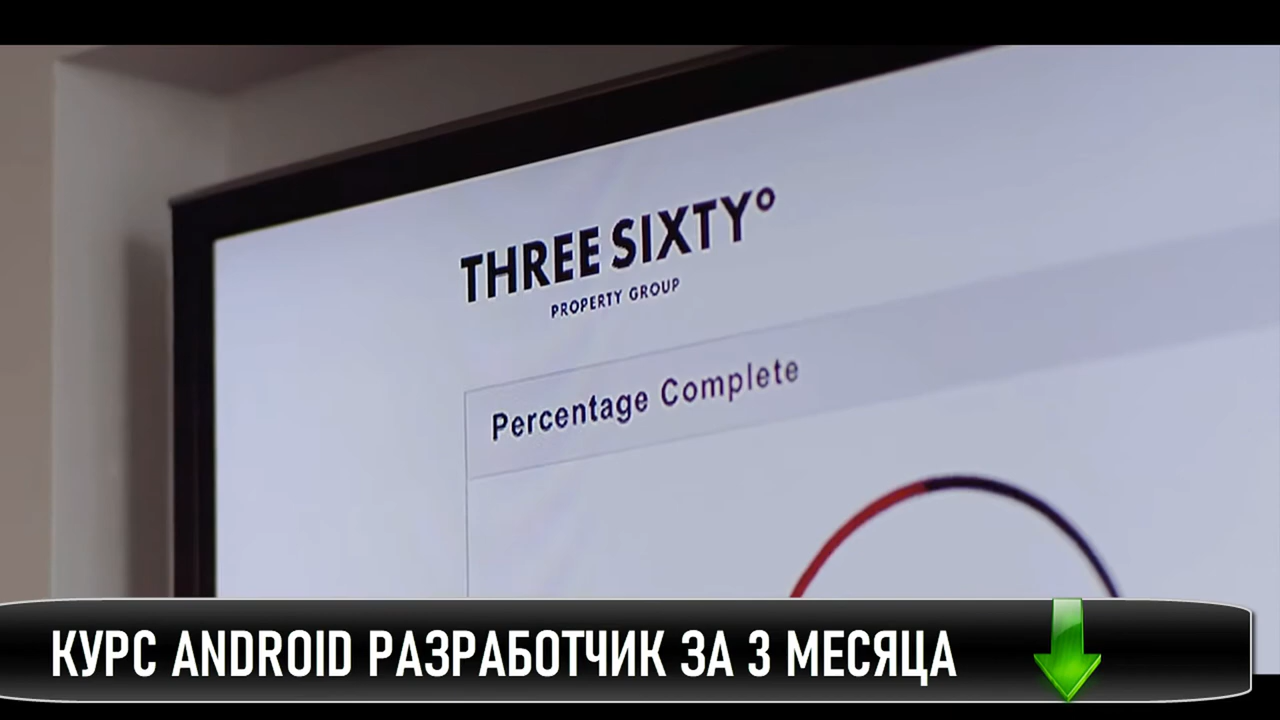 THREE SIXTY°
PROPERTY GROUP
Percentage Complete
КУРС ANDROID РАЗРАБОТЧИК ЗА 3 МЕСЯЦА